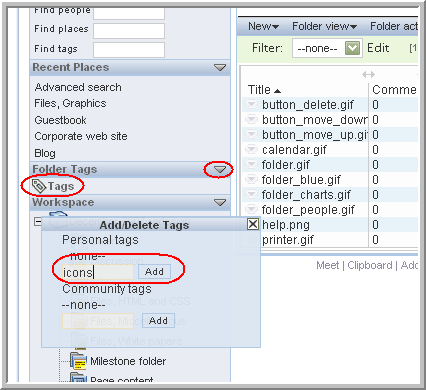 Find people
Find places
Find tags
Recent Places
Advanced search
Files, Graphics
Guestbook
Corporate web site
Blog
Folder Tags
Tags
Workspace
Add/Delete Tags
Personal tags
--none--
icons Add
Community tags
--none--
Add
Milestone folder
Page content
New Folder view Folder act
Filter: --none-- Edit [1
Title Comme
button_delete.gif 0
button_move_down 0
button_move_up.gif 0
calendar.gif 0
folder.gif 0
folder_blue.gif 0
folder_charts.gif 0
folder_people.gif 0
help.png 0
printer.gif 0
Meet | Clipboard | Add